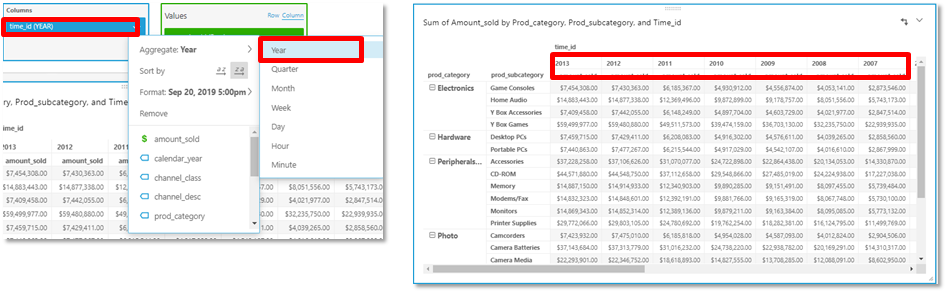 Columns
time_id (YEAR)
Values
Row Column
Aggregate: Year
Sort by
Format: Sep 20, 2019 5:00pm
Remove
amount_sold
calendar_year
channel_class
channel_desc
prod_category
Year
Quarter
Month
Week
Day
Hour
Minute
ory, Prod_subcategory, and Time_id
time_id
2013 2012
amount_sold amount_sold amount_sold amount_sold
$7,454,308.00 $7,430,363.00 $4,053,141.00 $2,873,546.00
$14,883,443.00 $14,877,338.00 $8,051,556.00 $5,743,173.00
$7,409,458.00 $7,442,055.00 $4,021,977.00 $2,847,514.00
$59,499,977.00 $59,480,880.00 $32,235,750.00 $22,939,935.00
$7,459,715.00 $7,429,411.00 $4,039,265.00 $2,858,560.00
Sum of Amount_sold by Prod_category, Prod_subcategory, and Time_id
time_id
2013 2012 2011 2010 2009 2008 2007
prod_category prod_subcategory
Electronics Game Consoles $7,454,308.00 $7,430,363.00 $6,185,367.00 $4,930,912.00 $4,556,874.00 $4,053,141.00 $2,873,546.00
Home Audio $14,883,443.00 $14,877,338.00 $12,369,496.00 $9,872,899.00 $9,178,757.00 $8,051,556.00 $5,743,173.00
Y Box Accessories $7,409,458.00 $7,442,055.00 $6,148,249.00 $4,897,704.00 $4,603,729.00 $4,021,977.00 $2,847,514.00
Y Box Games $59,499,977.00 $59,480,880.00 $49,511,575.00 $39,474,159.00 $36,703,130.00 $32,235,750.00 $22,939,935.00
Hardware Desktop PCs $7,459,715.00 $7,429,411.00 $6,208,083.00 $4,916,302.00 $4,576,611.00 $4,039,265.00 $2,858,560.00
Portable PCs $7,440,863.00 $7,477,267.00 $6,215,544.00 $4,917,029.00 $4,542,107.00 $4,016,610.00 $2,867,999.00
Peripherals... Accessories $37,228,258.00 $37,106,626.00 $31,070,077.00 $24,722,898.00 $22,864,438.00 $20,134,053.00 $14,330,870.00
CD-ROM $44,571,880.00 $44,548,750.00 $37,112,658.00 $29,548,866.00 $27,485,019.00 $24,224,938.00 $17,227,038.00
Memory $14,887,150.00 $14,914,933.00 $12,340,903.00 $9,890,285.00 $9,151,491.00 $8,097,455.00 $5,739,484.00
Modems/Fax $14,832,323.00 $14,848,601.00 $12,392,191.00 $9,881,766.00 $9,165,319.00 $8,067,748.00 $5,730,100.00
Monitors $14,869,343.00 $14,852,314.00 $12,389,136.00 $9,879,211.00 $9,163,384.00 $8,095,085.00 $5,773,132.00
Printer Supplies $29,772,066.00 $29,803,105.00 $24,780,692.00 $19,762,254.00 $18,282,381.00 $16,124,795.00 $11,499,769.00
Photo Camcorders $7,423,932.00 $7,475,010.00 $6,185,818.00 $4,954,028.00 $4,587,093.00 $4,012,824.00 $2,904,506.00
Camera Batteries $37,143,684.00 $37,313,779.00 $31,016,232.00 $24,738,220.00 $22,938,782.00 $20,169,291.00 $14,310,317.00
Camera Media $22,293,901.00 $22,346,752.00 $18,618,893.00 $14,827,555.00 $13,708,285.00 $12,088,091.00 $8,602,950.00